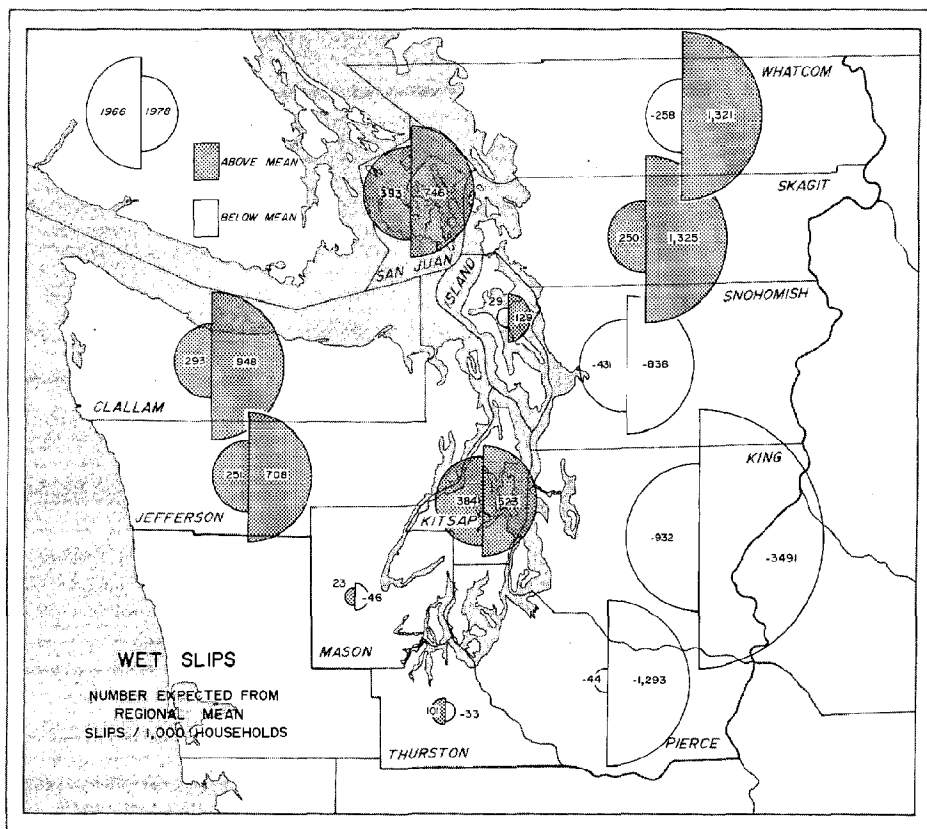 WHATCOM
1966 1978
-258 1,321
ABOVE MEAN
SKAGIT
393 746
250 1,325
BELOW MEAN
SAN JUAN
ISLAND
SNOHOMISH
29 129
293 948
-431 -838
CLALLAM
KING
251 708
384 523
JEFFERSON
KITSAP
-932 -3491
23 -46
MASON
WET SLIPS
-44 -1,293
NUMBER EXPECTED FROM
REGIONAL MEAN
SLIPS / 1,000 HOUSEHOLDS
101 -33
THURSTON
PIERCE